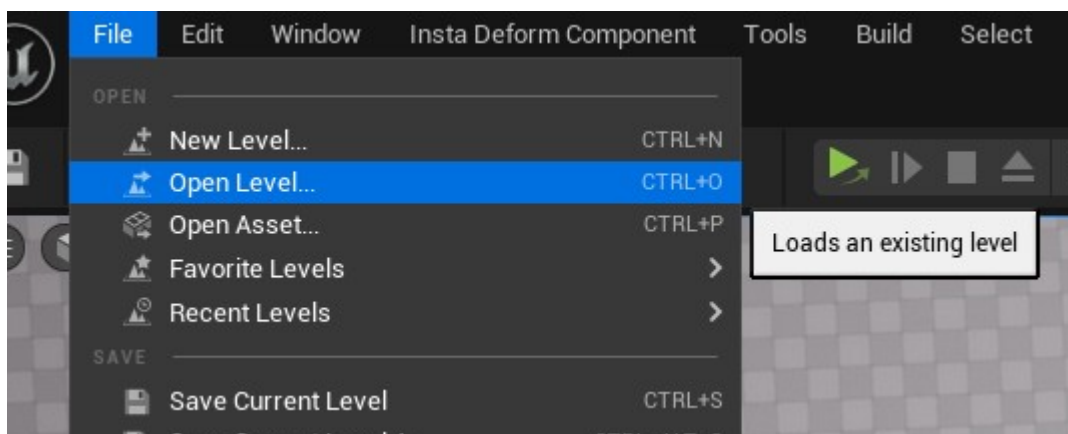 File Edit Window Insta Deform Component Tools Build Select
OPEN
New Level... CTRL+N
Open Level... CTRL+O
Open Asset... CTRL+P
Loads an existing level
Favorite Levels
Recent Levels
SAVE
Save Current Level CTRL+S